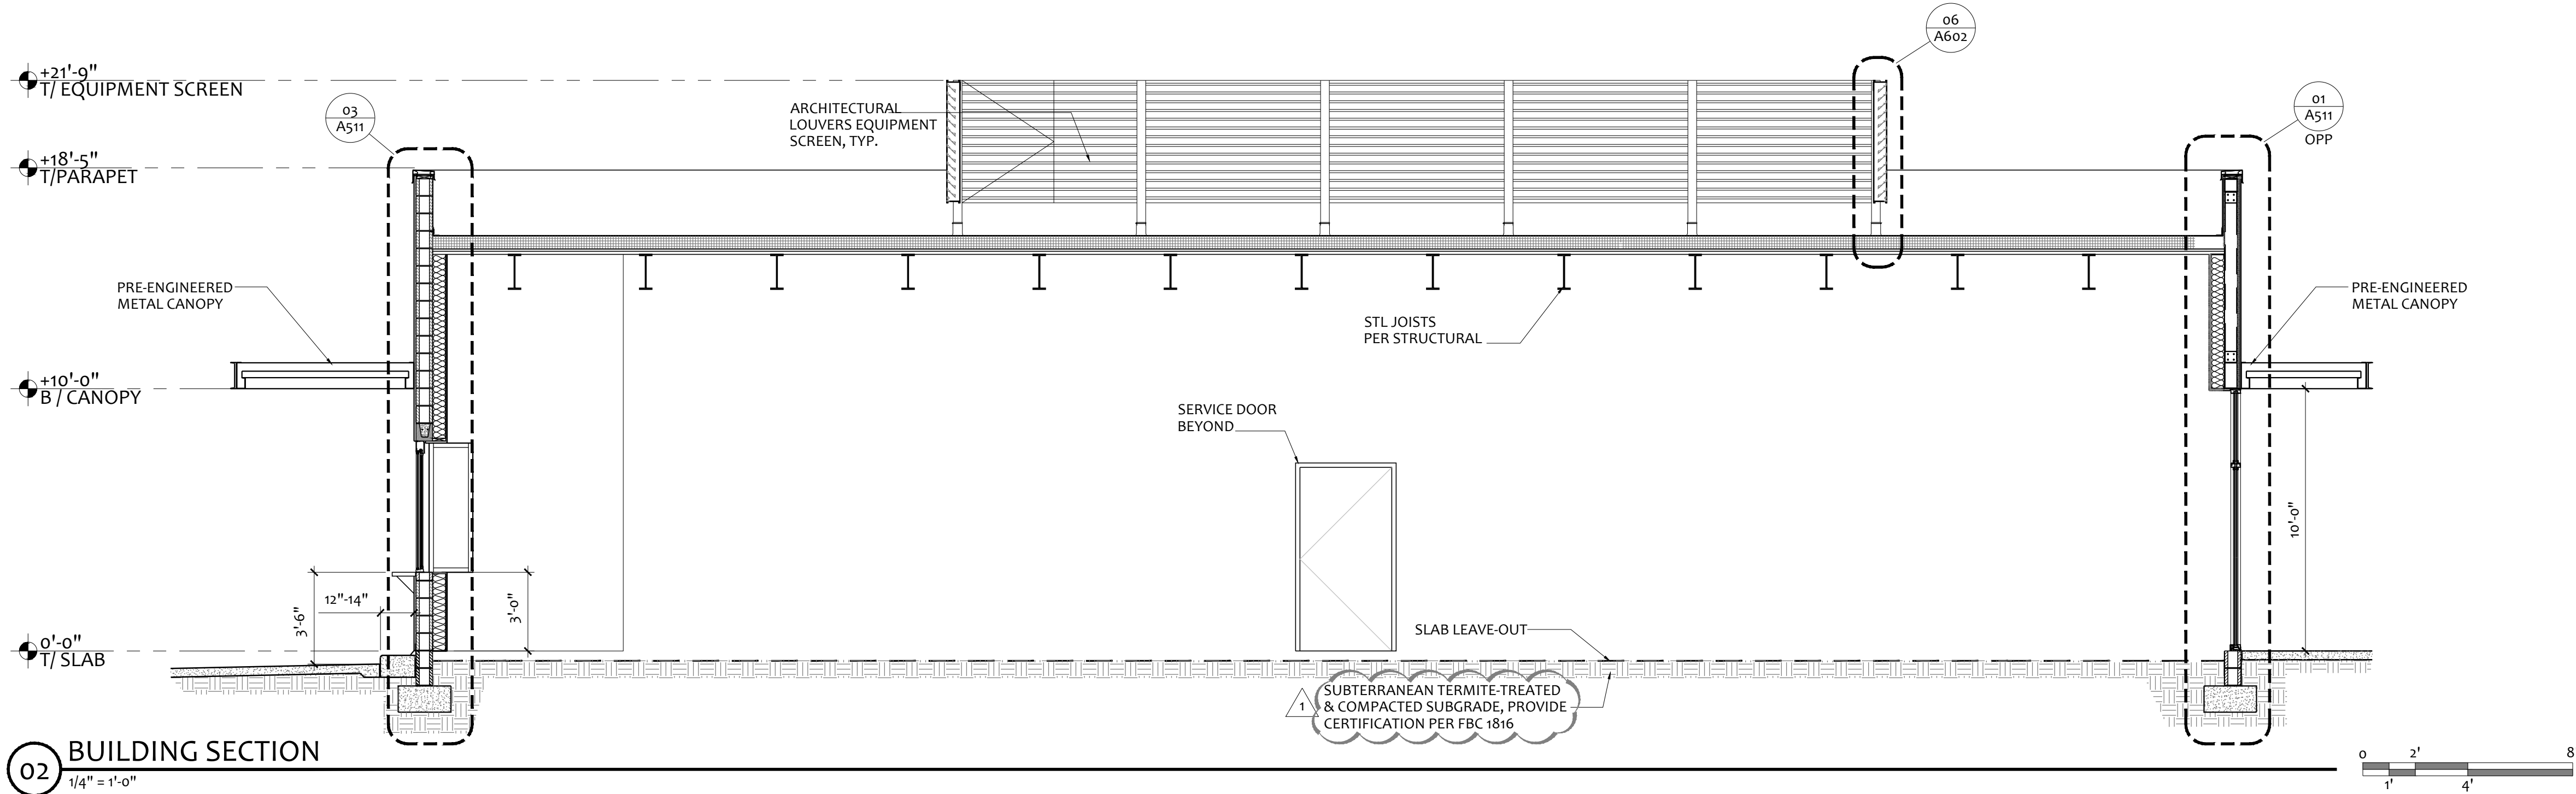 06
A602
+21'-9"
T/ EQUIPMENT SCREEN
03
A511
ARCHITECTURAL
LOUVERS EQUIPMENT
SCREEN, TYP.
01
A511
OPP
+18'-5"
T/PARAPET
PRE-ENGINEERED
METAL CANOPY
PRE-ENGINEERED
METAL CANOPY
STL JOISTS
PER STRUCTURAL
+10'-0"
B / CANOPY
SERVICE DOOR
BEYOND
10'-0"
12"-14"
3'-6"
3'-0"
SLAB LEAVE-OUT
0'-0"
T/ SLAB
1
SUBTERRANEAN TERMITE-TREATED
& COMPACTED SUBGRADE, PROVIDE
CERTIFICATION PER FBC 1816
02
BUILDING SECTION
1/4" = 1'-0"
0 2' 8
1' 4'